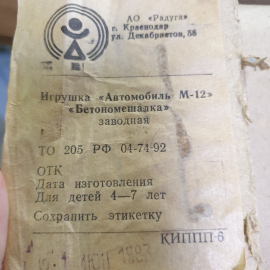 АО «Радуга»
г. Краснодар
ул. Декабристов, 58
Игрушка «Автомобиль М-12»
«Бетономешалка»
заводная
ТО 205 РФ 04-74-92
ОТК
Дата изготовления
Для детей 4—7 лет
Сохранить этикетку
КИППП-6